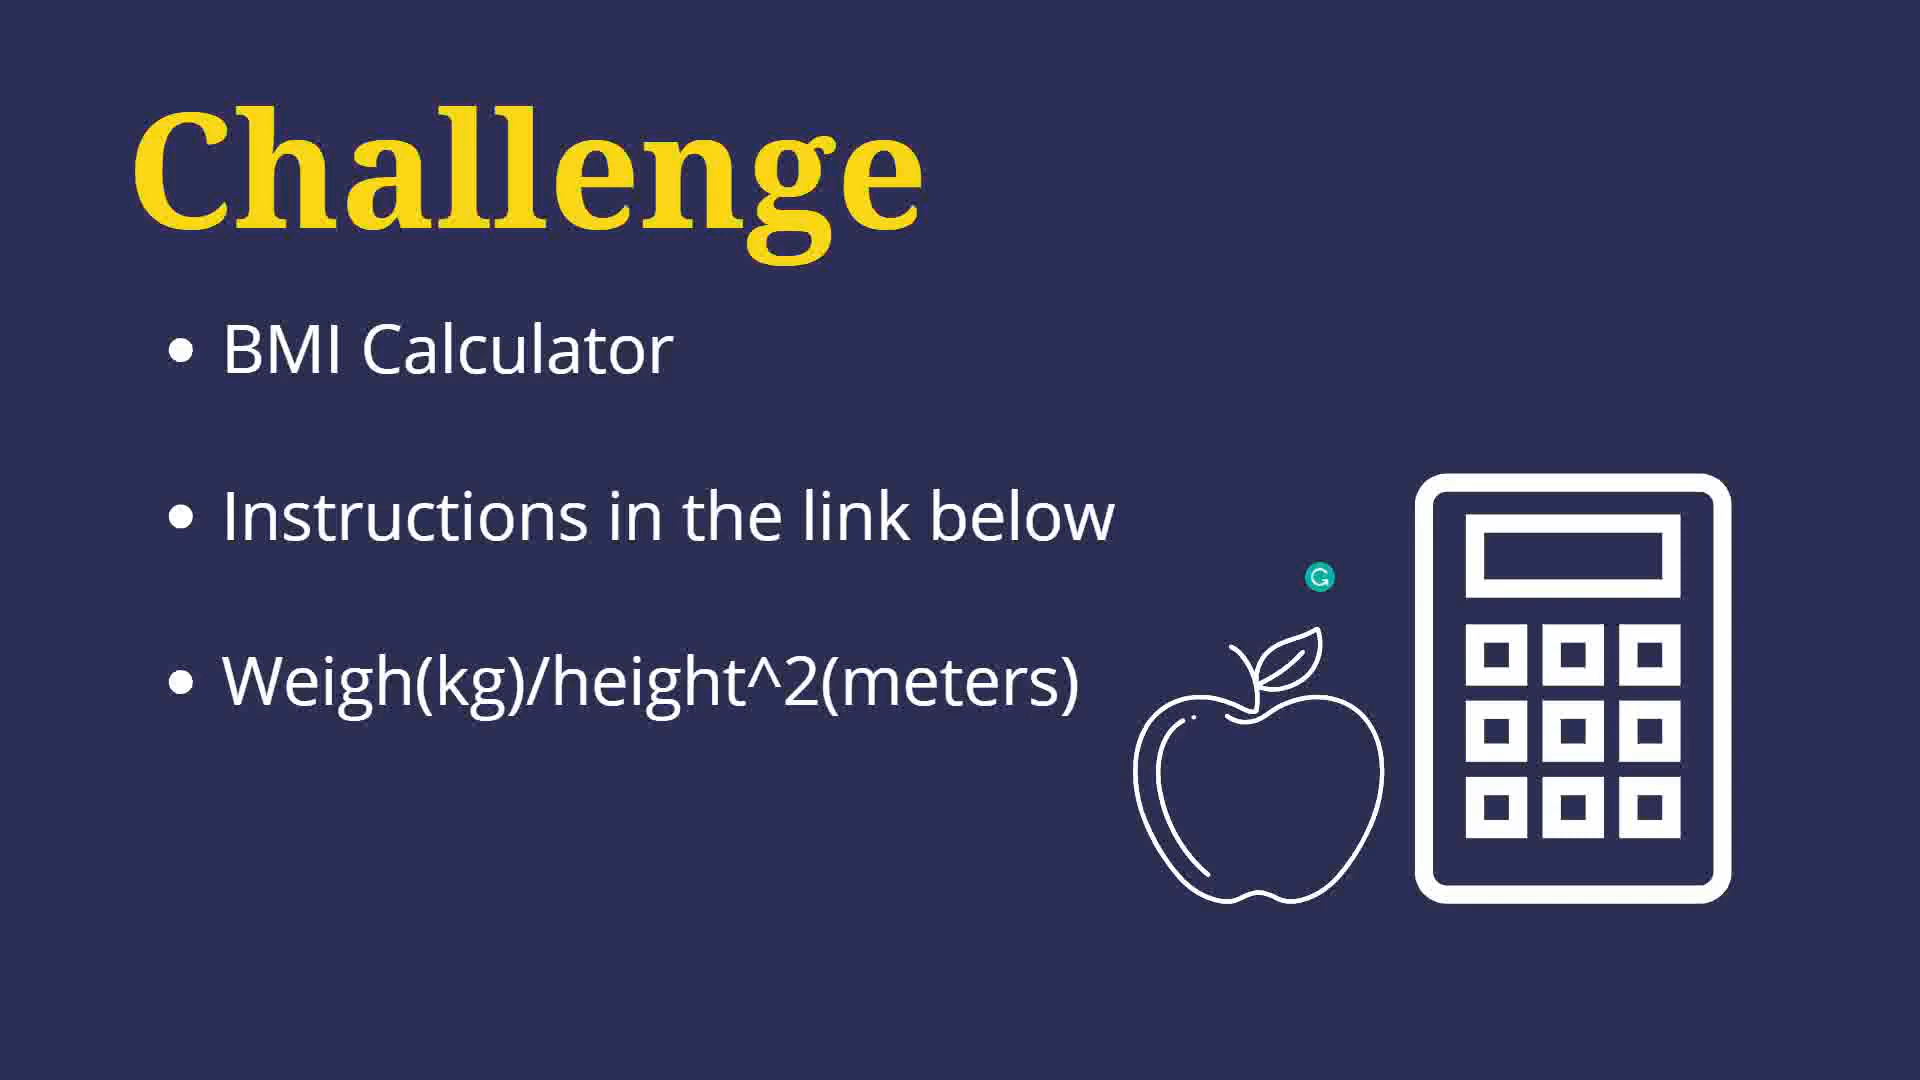 Challenge
BMI Calculator
Instructions in the link below
Weigh(kg)/height^2(meters)